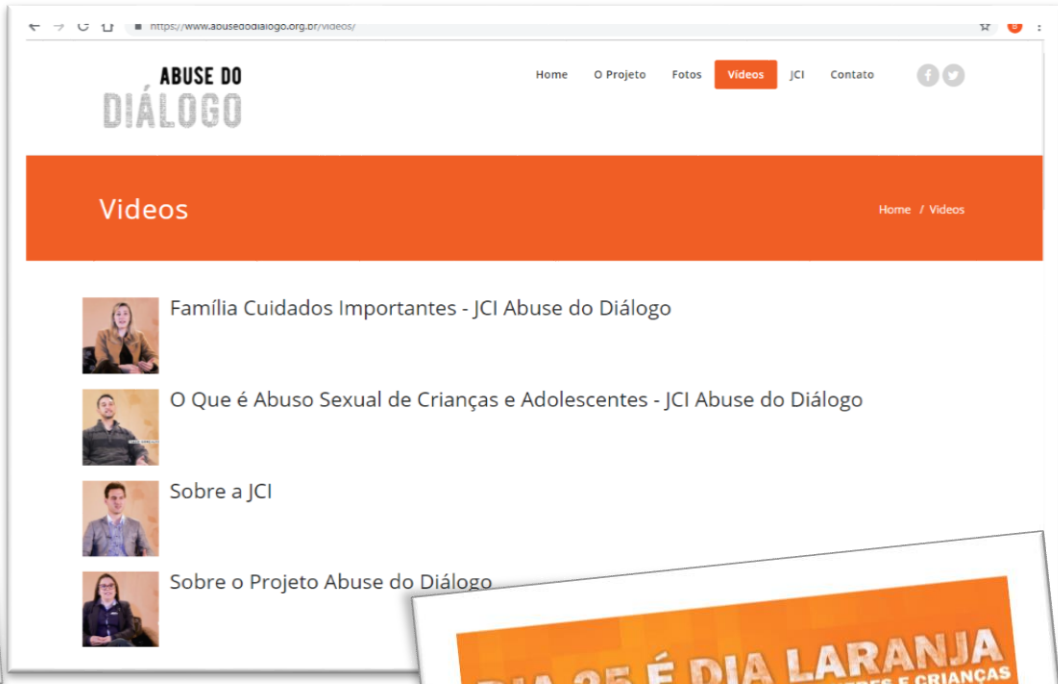 https://www.abusedodialogo.org.br/videos/
ABUSE DO
DIÁLOGO
Home O Projeto Fotos Videos JCI Contato
Videos
Home / Videos
Família Cuidados Importantes - JCI Abuse do Diálogo
O Que é Abuso Sexual de Crianças e Adolescentes - JCI Abuse do Diálogo
Sobre a JCI
Sobre o Projeto Abuse do Diálogo
DIA 25 É DIA LARANJA
E CRIANÇAS